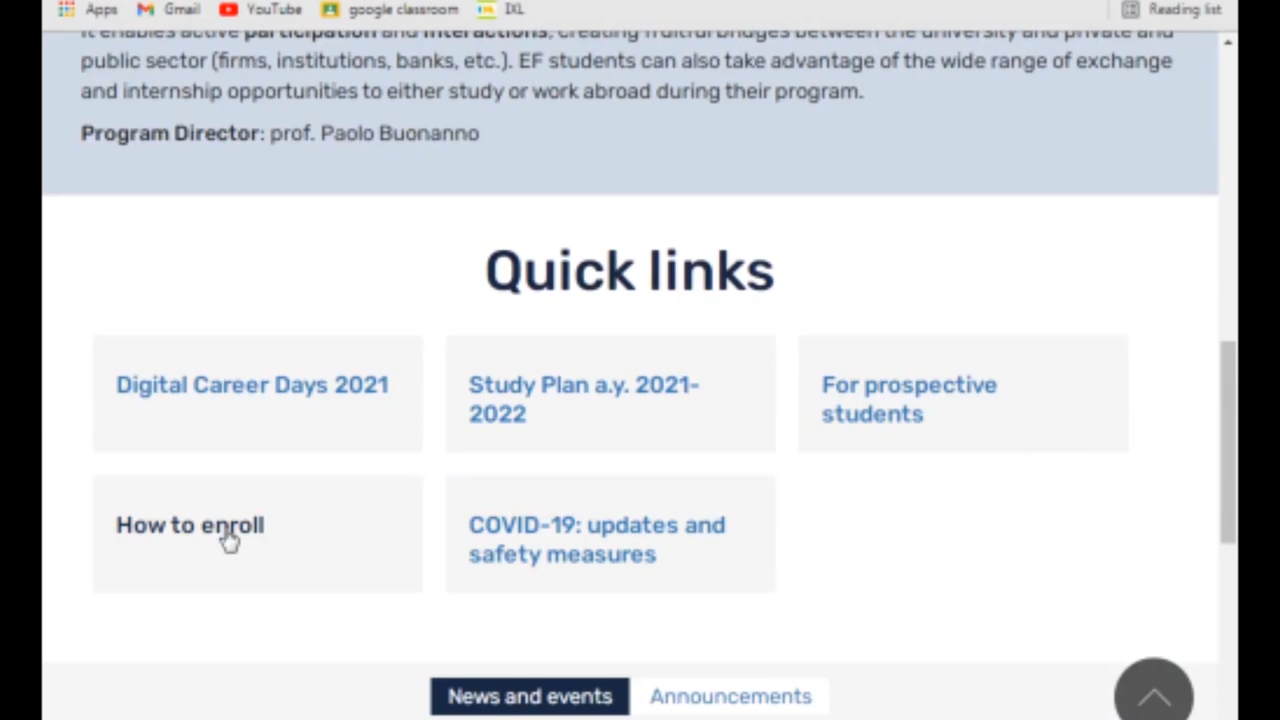 Apps Gmail YouTube google classroom IXL Reading list
It enables active participation and interactions, creating fruitful bridges between the university and private and
public sector (firms, institutions, banks, etc.). EF students can also take advantage of the wide range of exchange
and internship opportunities to either study or work abroad during their program.
Program Director: prof. Paolo Buonanno
Quick links
Digital Career Days 2021
Study Plan a.y. 2021-
2022
For prospective
students
How to enroll
COVID-19: updates and
safety measures
News and events Announcements